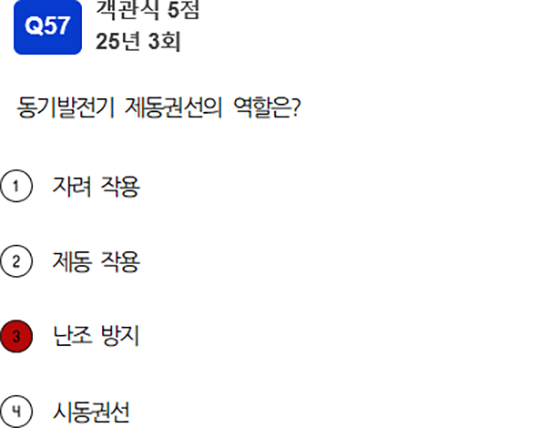 Q57
객관식 5점
25년 3회
동기발전기 제동권선의 역할은?
1 자려 작용
2 제동 작용
3 난조 방지
4 시동권선